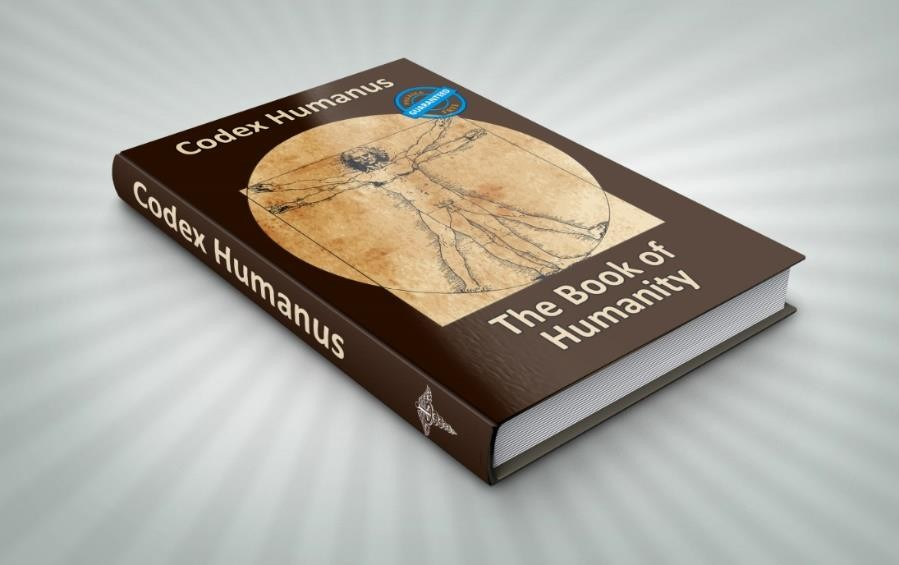 Codex Humanus
GUARANTEED
The Book of
Humanity
Codex Humanus